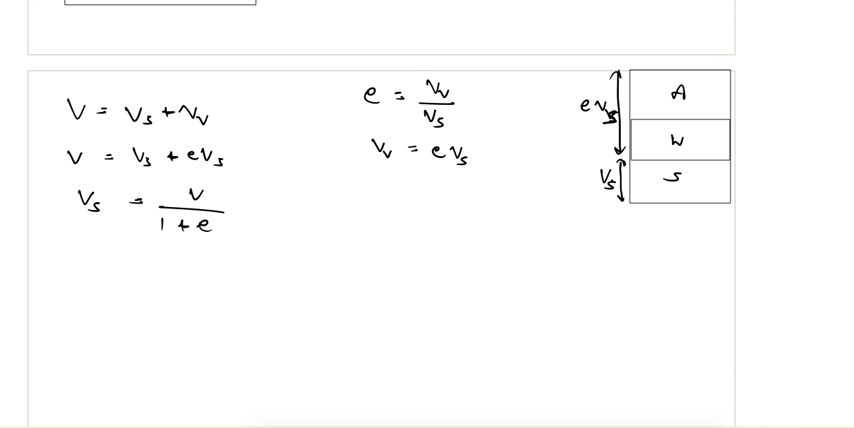 V = Vs + Vv
V = Vs + eVs
Vs = V / (1 + e)
e = Vv / Vs
Vv = eVs
eVs
A
W
Vs
S